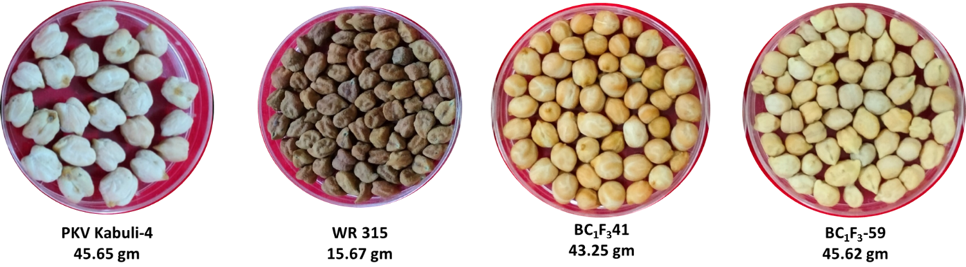 PKV Kabuli-4
45.65 gm
WR 315
15.67 gm
BC₁F₃41
43.25 gm
BC₁F₃-59
45.62 gm